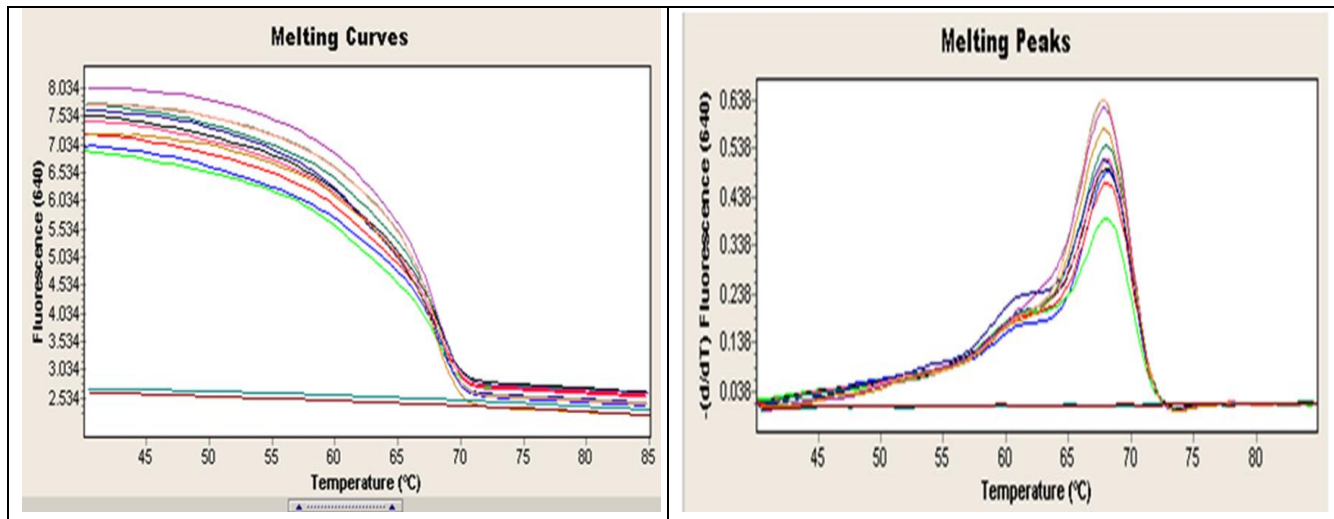 Melting Curves
Fluorescence (640)
8.034
7.534
7.034
6.534
6.034
5.534
5.034
4.534
4.034
3.534
3.034
2.534
45 50 55 60 65 70 75 80 85
Temperature (ºC)
Melting Peaks
-(d/dT) Fluorescence (640)
0.638
0.538
0.438
0.338
0.238
0.138
0.038
45 50 55 60 65 70 75 80
Temperature (ºC)